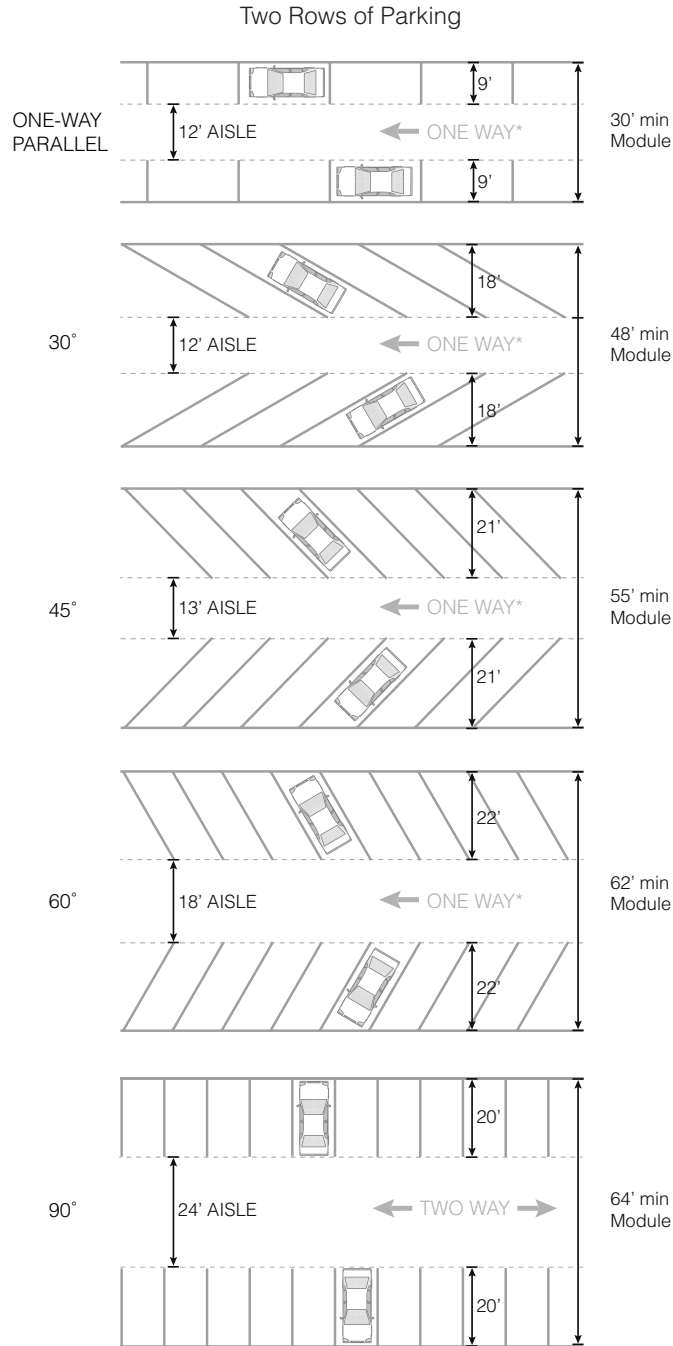 Two Rows of Parking
9’
ONE-WAY
PARALLEL
12’ AISLE
ONE WAY*
30’ min
Module
9’
18’
30˚
12’ AISLE
ONE WAY*
48’ min
Module
18’
21’
45˚
13’ AISLE
ONE WAY*
55’ min
Module
21’
22’
60˚
18’ AISLE
ONE WAY*
62’ min
Module
22’
20’
90˚
24’ AISLE
TWO WAY
64’ min
Module
20’